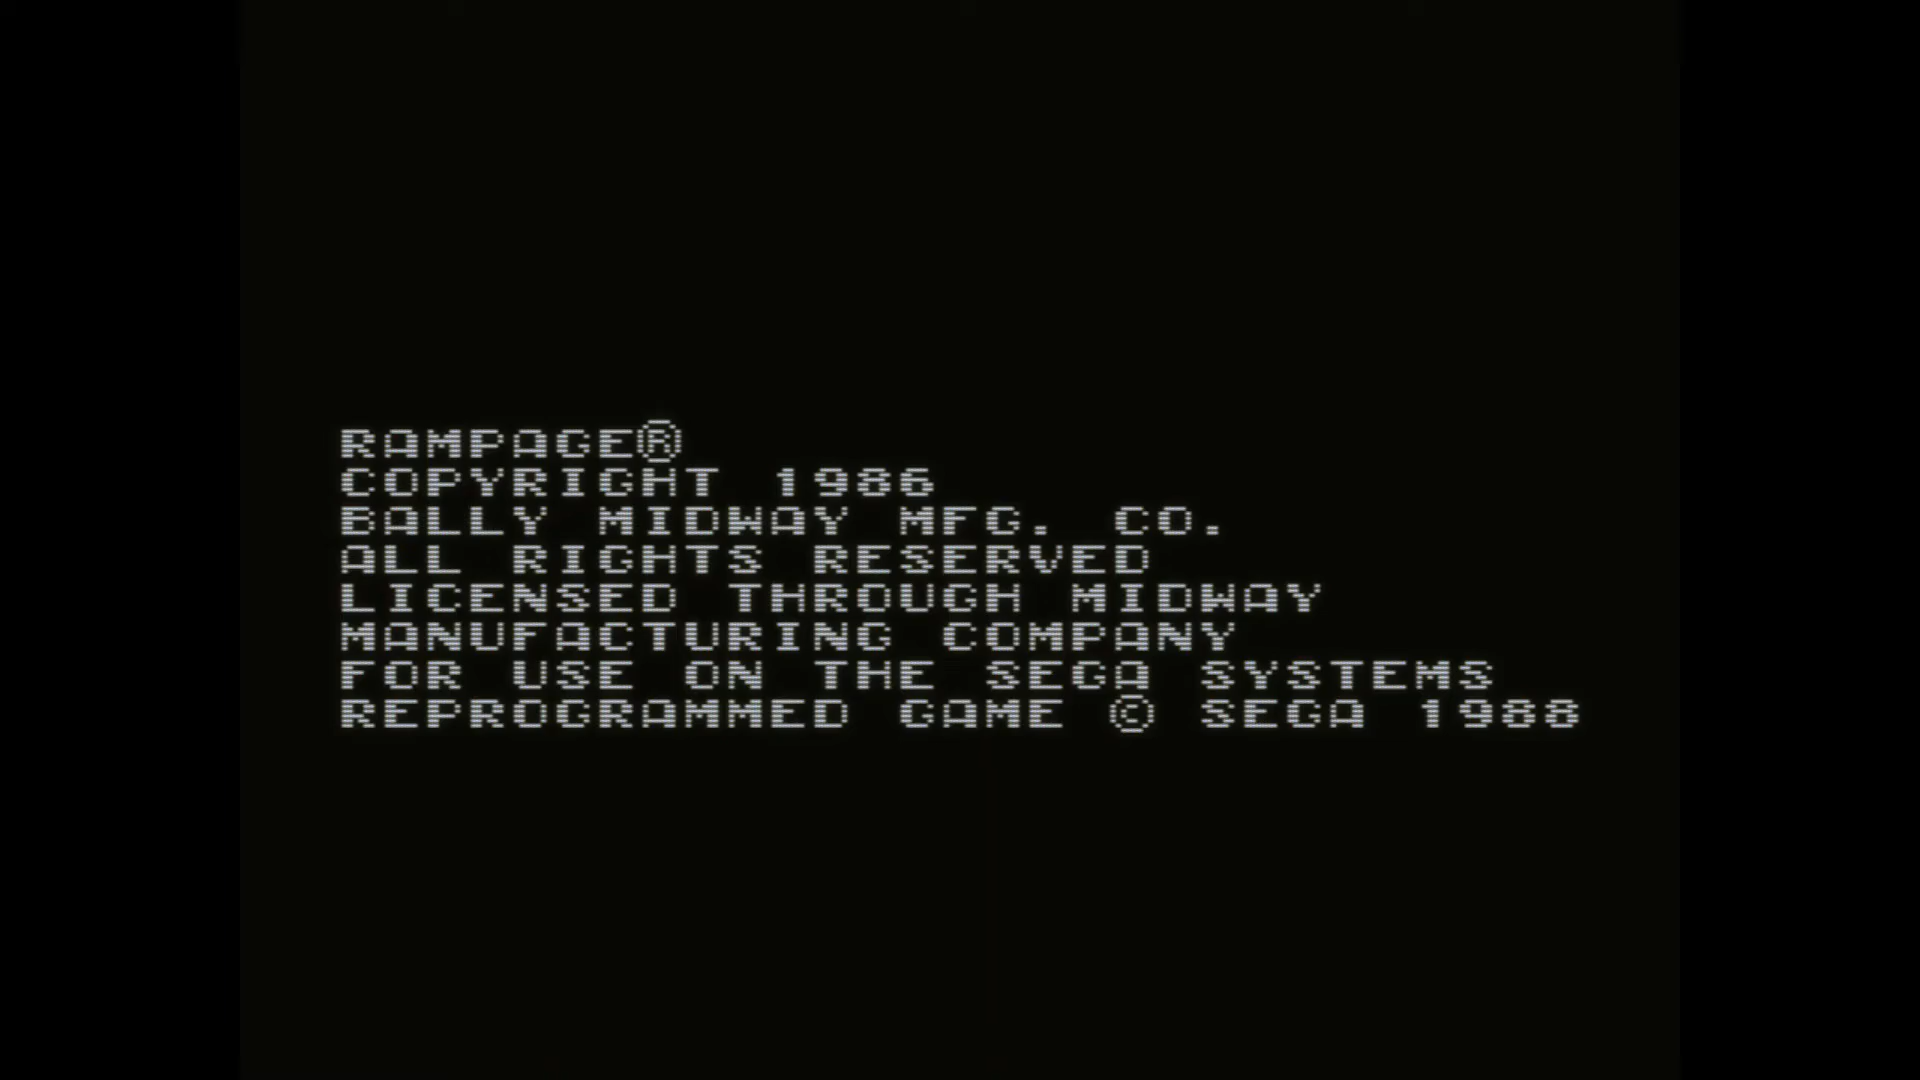 RAMPAGE®
COPYRIGHT 1986
BALLY MIDWAY MFG. CO.
ALL RIGHTS RESERVED
LICENSED THROUGH MIDWAY
MANUFACTURING COMPANY
FOR USE ON THE SEGA SYSTEMS
REPROGRAMMED GAME © SEGA 1988